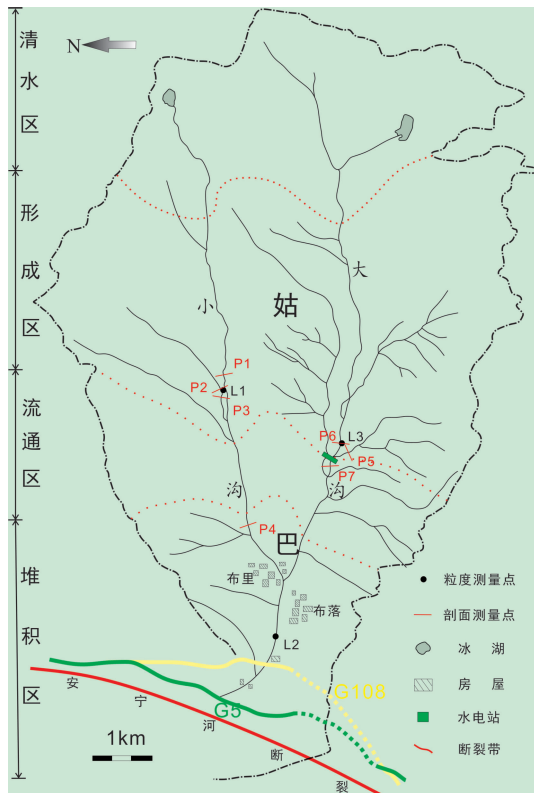 清水区
形成区
流通区
堆积区
N
小
沟
大
沟
姑
巴
P1
P2
L1
P3
P6
L3
P5
P7
P4
布里
布落
L2
G108
G5
安宁河断裂
1km
粒度测量点
剖面测量点
冰 湖
房 屋
水电站
断裂带